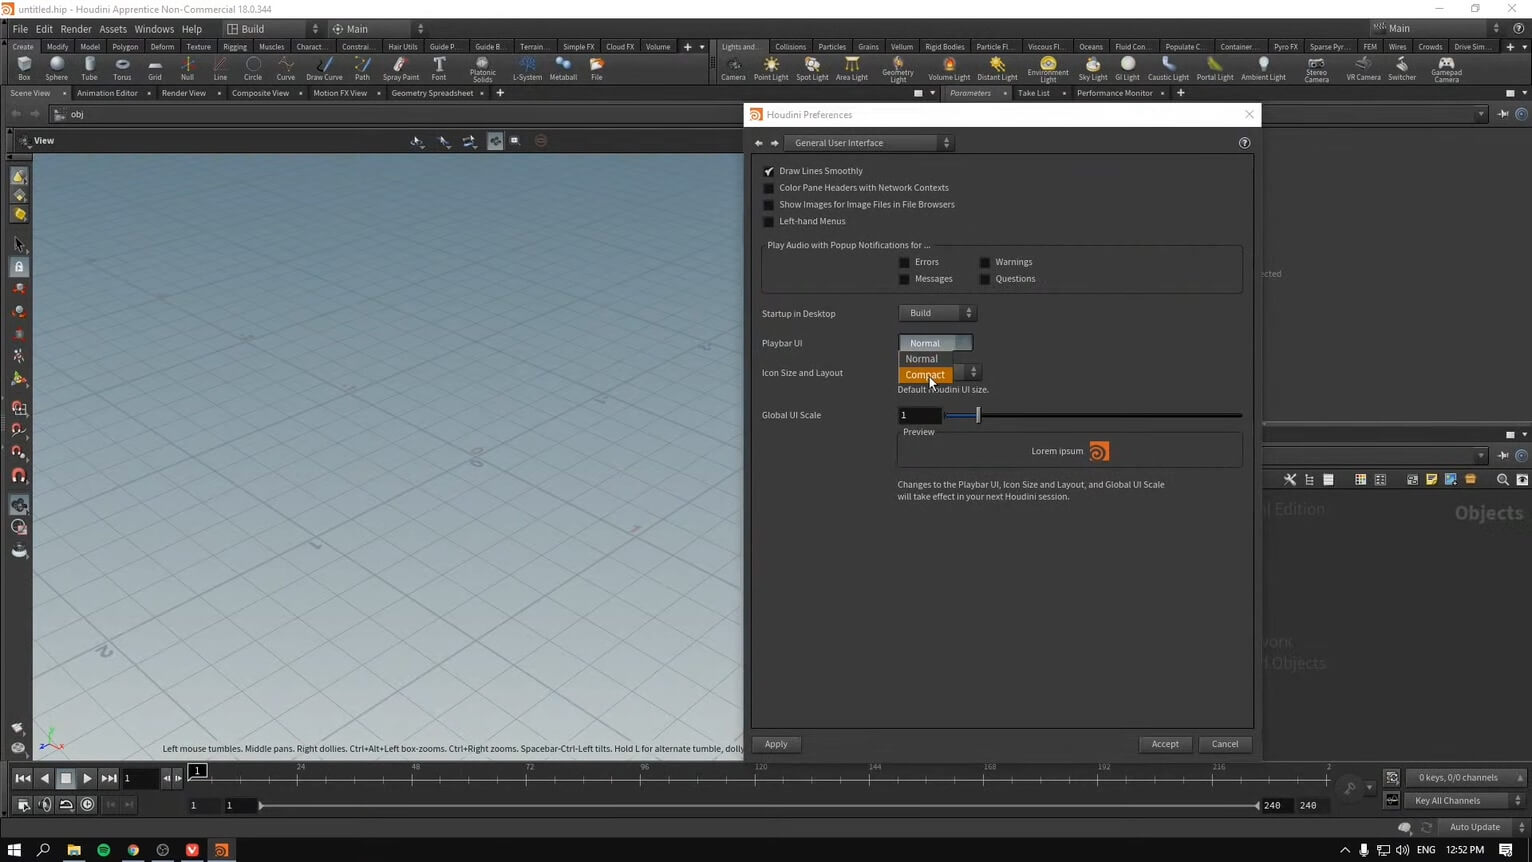 untitled.hip - Houdini Apprentice Non-Commercial 18.0.344
File Edit Render Assets Windows Help Build Main Main
Create Modify Model Polygon Deform Texture Rigging Muscles Charact... Constrai... Hair Utils Guide P... Guide B... Terrain... Simple FX Cloud FX Volume
Lights and... Collisions Particles Grains Vellum Rigid Bodies Particle Fl... Viscous Fl... Oceans Fluid Con... Populate C... Container... Pyro FX Sparse Pyr... FEM Wires Crowds Drive Sim...
Box Sphere Tube Torus Grid Null Line Circle Curve Draw Curve Path Spray Paint Font Platonic Solids L-System Metaball File
Camera Point Light Spot Light Area Light Geometry Light Volume Light Distant Light Environment Light Sky Light GI Light Caustic Light Portal Light Ambient Light Stereo Camera VR Camera Switcher Gamepad Camera
Scene View Animation Editor Render View Composite View Motion FX View Geometry Spreadsheet Parameters Take List Performance Monitor
obj
View
Houdini Preferences
General User Interface
Draw Lines Smoothly
Color Pane Headers with Network Contexts
Show Images for Image Files in File Browsers
Left-hand Menus
Play Audio with Popup Notifications for ...
Errors Warnings
Messages Questions
Startup in Desktop Build
Playbar UI Normal
Normal
Icon Size and Layout Compact
Default Houdini UI size.
Global UI Scale 1
Preview
Lorem ipsum
Changes to the Playbar UI, Icon Size and Layout, and Global UI Scale
will take effect in your next Houdini session.
Apply Accept Cancel
ected
al Edition Objects
work
d Objects
Left mouse tumbles. Middle pans. Right dollies. Ctrl+Alt+Left box-zooms. Ctrl+Right zooms. Spacebar-Ctrl-Left tilts. Hold L for alternate tumble, dolly
1 1 24 48 72 96 120 144 168 192 216 2 0 keys, 0/0 channels
1 1 240 240 Key All Channels
Auto Update
ENG 12:52 PM